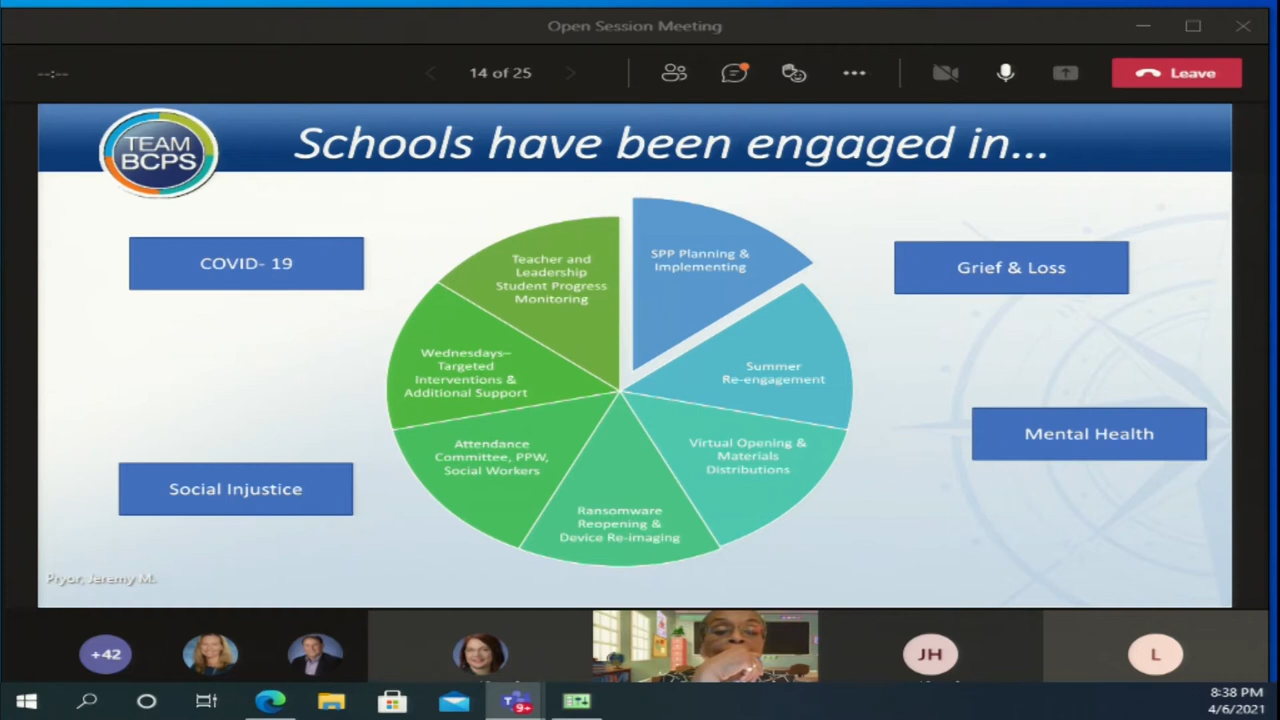 Open Session Meeting
--:--
14 of 25
Leave
TEAM
BCPS
Schools have been engaged in...
COVID- 19
Teacher and
Leadership
Student Progress
Monitoring
SPP Planning &
Implementing
Grief & Loss
Wednesdays–
Targeted
Interventions &
Additional Support
Summer
Re-engagement
Social Injustice
Attendance
Committee, PPW,
Social Workers
Virtual Opening &
Materials
Distributions
Mental Health
Ransomware
Reopening &
Device Re-imaging
Pryor, Jeremy M.
+42
JH
L
9+
8:38 PM
4/6/2021